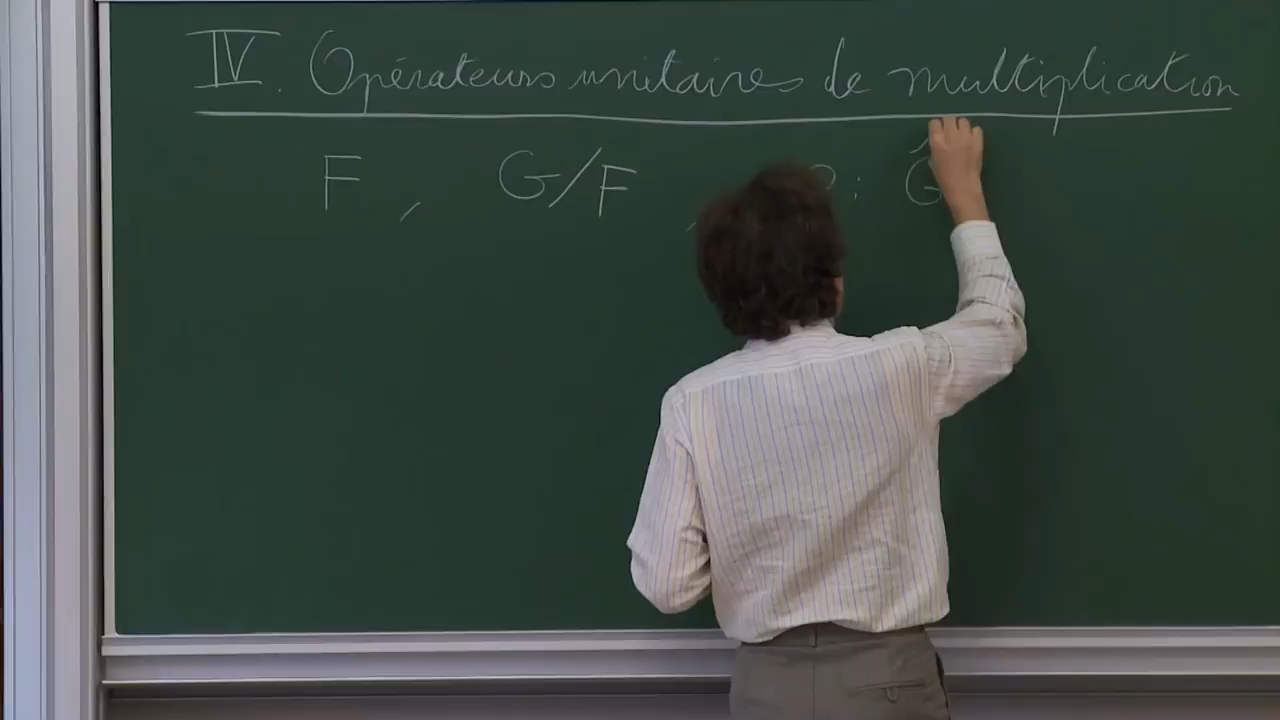 IV. Opérateurs unitaires de multiplication
F , G/F , : Ĝ